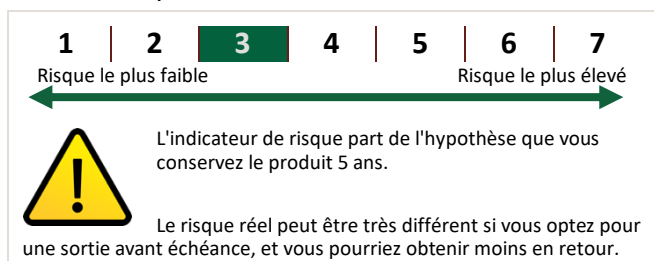 1 2 3 4 5 6 7
Risque le plus faible Risque le plus élevé
L'indicateur de risque part de l'hypothèse que vous
conservez le produit 5 ans.
Le risque réel peut être très différent si vous optez pour
une sortie avant échéance, et vous pourriez obtenir moins en retour.